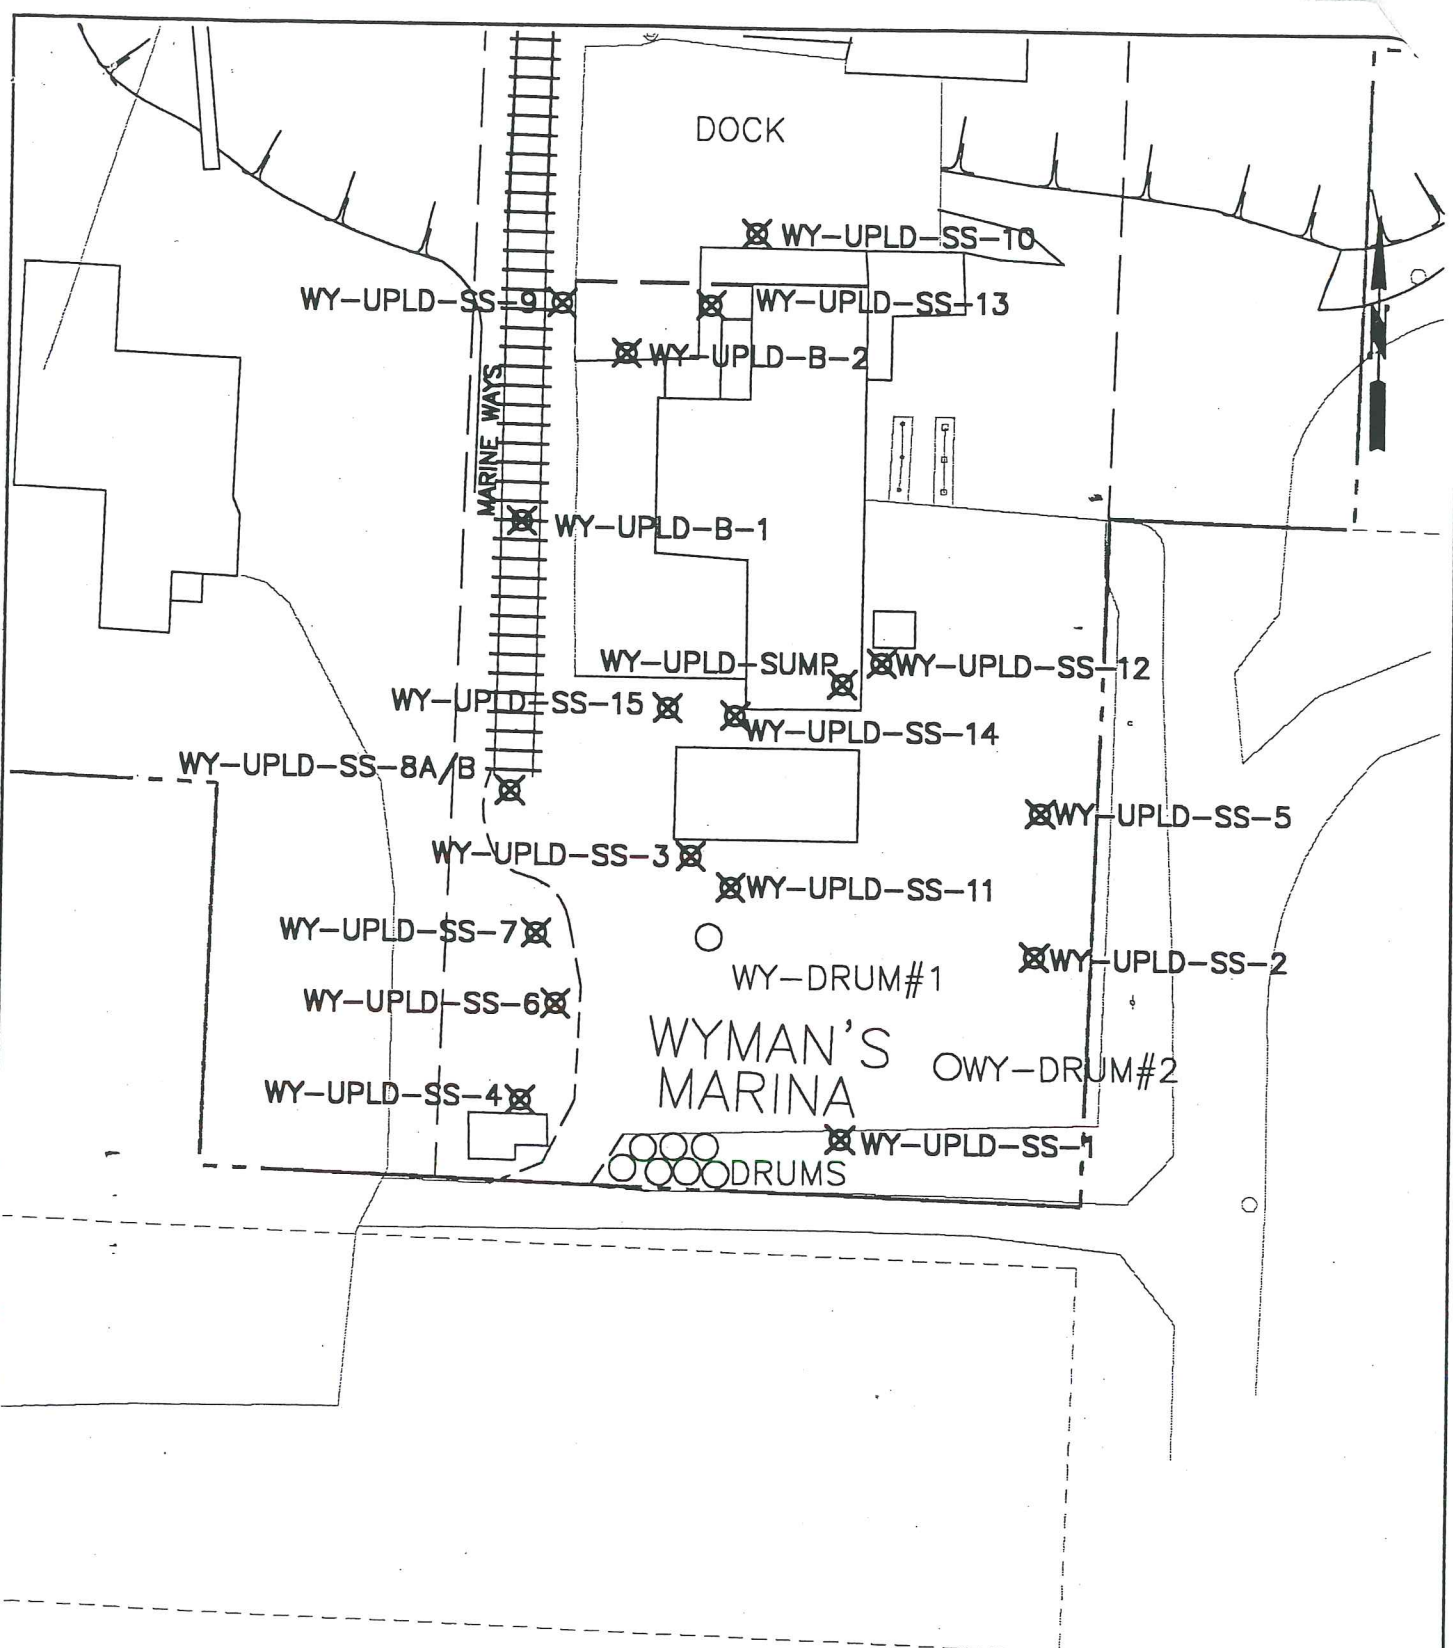 DOCK
WY-UPLD-SS-10
WY-UPLD-SS-9
WY-UPLD-SS-13
WY-UPLD-B-2
MARINE WAYS
WY-UPLD-B-1
WY-UPLD-SUMP
WY-UPLD-SS-12
WY-UPLD-SS-15
WY-UPLD-SS-14
WY-UPLD-SS-8A/B
WY-UPLD-SS-5
WY-UPLD-SS-3
WY-UPLD-SS-11
WY-UPLD-SS-7
WY-UPLD-SS-2
WY-DRUM#1
WY-UPLD-SS-6
WYMAN'S
MARINA
WY-DRUM#2
WY-UPLD-SS-4
WY-UPLD-SS-1
DRUMS
N